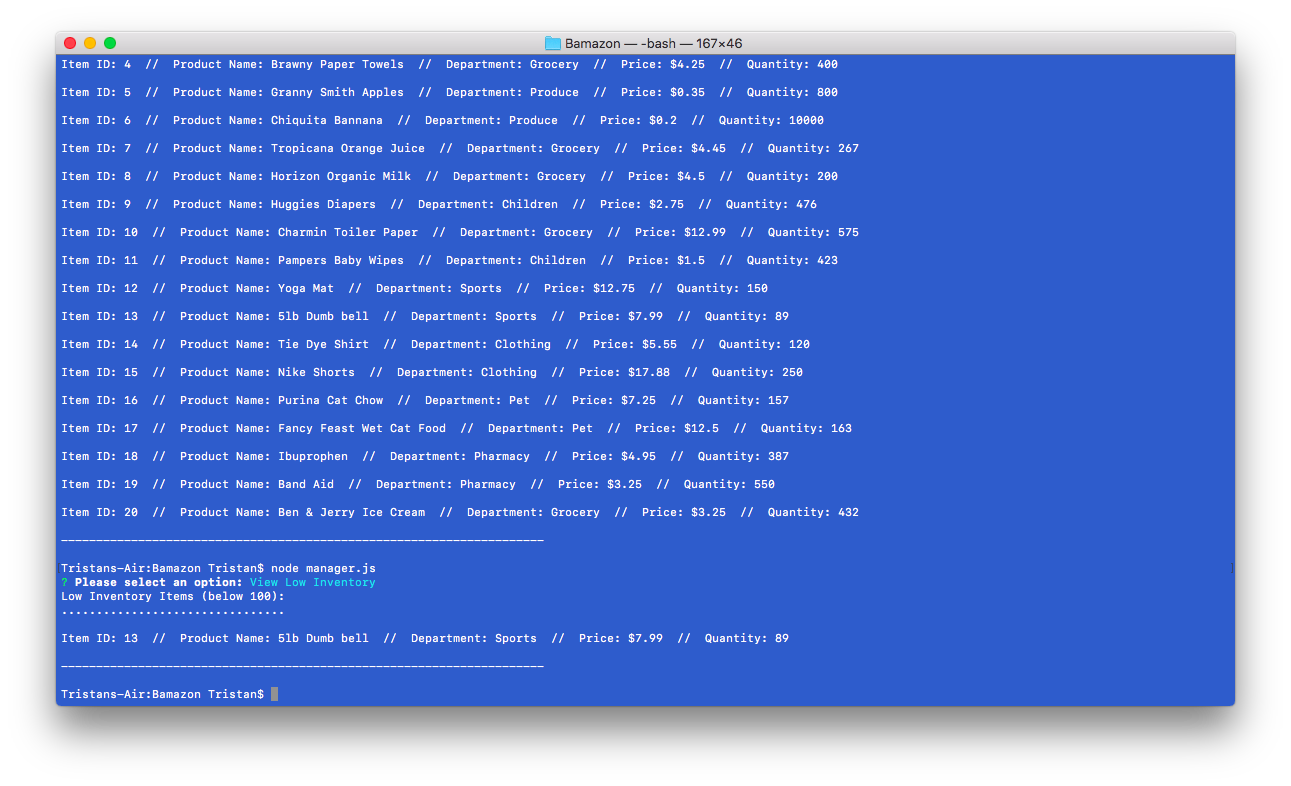 Bamazon — -bash — 167×46
Item ID: 4  //  Product Name: Brawny Paper Towels  //  Department: Grocery  //  Price: $4.25  //  Quantity: 400
Item ID: 5  //  Product Name: Granny Smith Apples  //  Department: Produce  //  Price: $0.35  //  Quantity: 800
Item ID: 6  //  Product Name: Chiquita Bannana  //  Department: Produce  //  Price: $0.2  //  Quantity: 10000
Item ID: 7  //  Product Name: Tropicana Orange Juice  //  Department: Grocery  //  Price: $4.45  //  Quantity: 267
Item ID: 8  //  Product Name: Horizon Organic Milk  //  Department: Grocery  //  Price: $4.5  //  Quantity: 200
Item ID: 9  //  Product Name: Huggies Diapers  //  Department: Children  //  Price: $2.75  //  Quantity: 476
Item ID: 10  //  Product Name: Charmin Toiler Paper  //  Department: Grocery  //  Price: $12.99  //  Quantity: 575
Item ID: 11  //  Product Name: Pampers Baby Wipes  //  Department: Children  //  Price: $1.5  //  Quantity: 423
Item ID: 12  //  Product Name: Yoga Mat  //  Department: Sports  //  Price: $12.75  //  Quantity: 150
Item ID: 13  //  Product Name: 5lb Dumb bell  //  Department: Sports  //  Price: $7.99  //  Quantity: 89
Item ID: 14  //  Product Name: Tie Dye Shirt  //  Department: Clothing  //  Price: $5.55  //  Quantity: 120
Item ID: 15  //  Product Name: Nike Shorts  //  Department: Clothing  //  Price: $17.88  //  Quantity: 250
Item ID: 16  //  Product Name: Purina Cat Chow  //  Department: Pet  //  Price: $7.25  //  Quantity: 157
Item ID: 17  //  Product Name: Fancy Feast Wet Cat Food  //  Department: Pet  //  Price: $12.5  //  Quantity: 163
Item ID: 18  //  Product Name: Ibuprophen  //  Department: Pharmacy  //  Price: $4.95  //  Quantity: 387
Item ID: 19  //  Product Name: Band Aid  //  Department: Pharmacy  //  Price: $3.25  //  Quantity: 550
Item ID: 20  //  Product Name: Ben & Jerry Ice Cream  //  Department: Grocery  //  Price: $3.25  //  Quantity: 432
_____________________________________________________________________
Tristans-Air:Bamazon Tristan$ node manager.js
? Please select an option: View Low Inventory
Low Inventory Items (below 100):
................................
Item ID: 13  //  Product Name: 5lb Dumb bell  //  Department: Sports  //  Price: $7.99  //  Quantity: 89
_____________________________________________________________________
Tristans-Air:Bamazon Tristan$